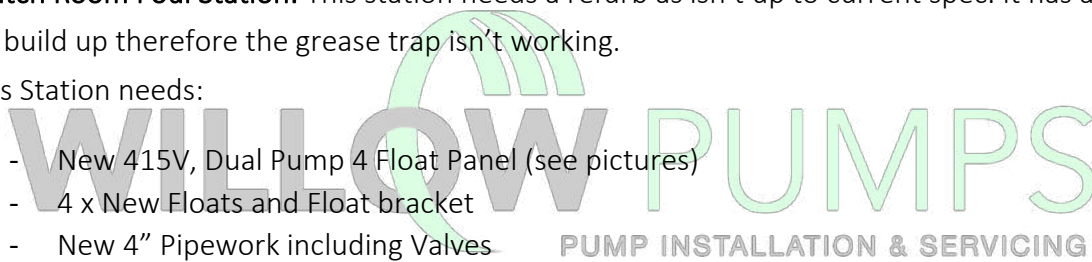 build up therefore the grease trap isn't working.
Station needs:
- New 415V, Dual Pump 4 Float Panel (see pictures)
- 4 x New Floats and Float bracket
- New 4” Pipework including Valves
WILLOW PUMPS
PUMP INSTALLATION & SERVICING